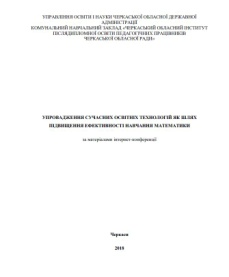 УПРАВЛІННЯ ОСВІТИ І НАУКИ ЧЕРКАСЬКОЇ ОБЛАСНОЇ ДЕРЖАВНОЇ
АДМІНІСТРАЦІЇ
КОМУНАЛЬНИЙ НАВЧАЛЬНИЙ ЗАКЛАД «ЧЕРКАСЬКИЙ ОБЛАСНИЙ ІНСТИТУТ
ПІСЛЯДИПЛОМНОЇ ОСВІТИ ПЕДАГОГІЧНИХ ПРАЦІВНИКІВ
ЧЕРКАСЬКОЇ ОБЛАСНОЇ РАДИ»
УПРОВАДЖЕННЯ СУЧАСНИХ ОСВІТНІХ ТЕХНОЛОГІЙ ЯК ШЛЯХ
ПІДВИЩЕННЯ ЕФЕКТИВНОСТІ НАВЧАННЯ МАТЕМАТИКИ
за матеріалами інтернет-конференції
Черкаси
2018